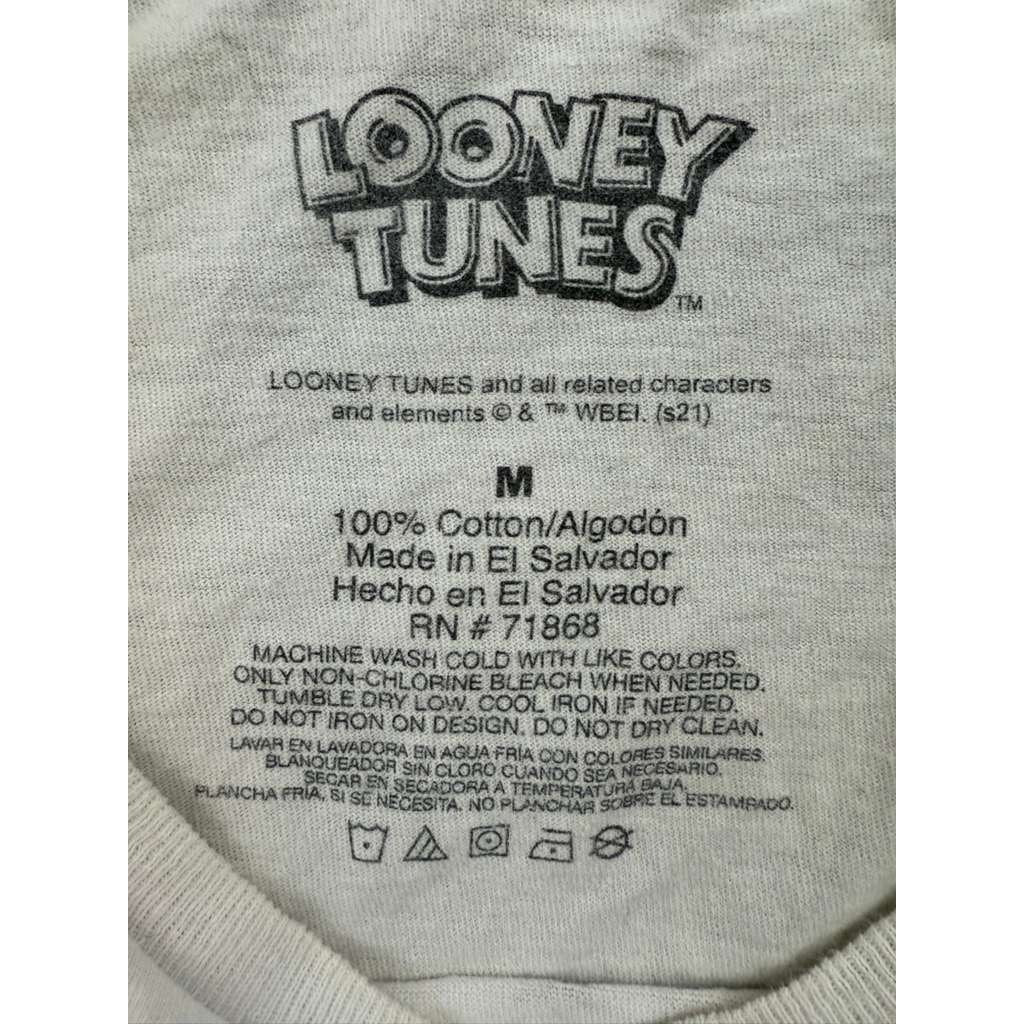 LOONEY
TUNES
™
LOONEY TUNES and all related characters
and elements © & ™ WBEI. (s21)
M
100% Cotton/Algodón
Made in El Salvador
Hecho en El Salvador
RN # 71868
MACHINE WASH COLD WITH LIKE COLORS.
ONLY NON-CHLORINE BLEACH WHEN NEEDED.
TUMBLE DRY LOW. COOL IRON IF NEEDED.
DO NOT IRON ON DESIGN. DO NOT DRY CLEAN.
LAVAR EN LAVADORA EN AGUA FRÍA CON COLORES SIMILARES.
BLANQUEADOR SIN CLORO CUANDO SEA NECESARIO.
SECAR EN SECADORA A TEMPERATURA BAJA.
PLANCHA FRÍA, SI SE NECESITA. NO PLANCHAR SOBRE EL ESTAMPADO.